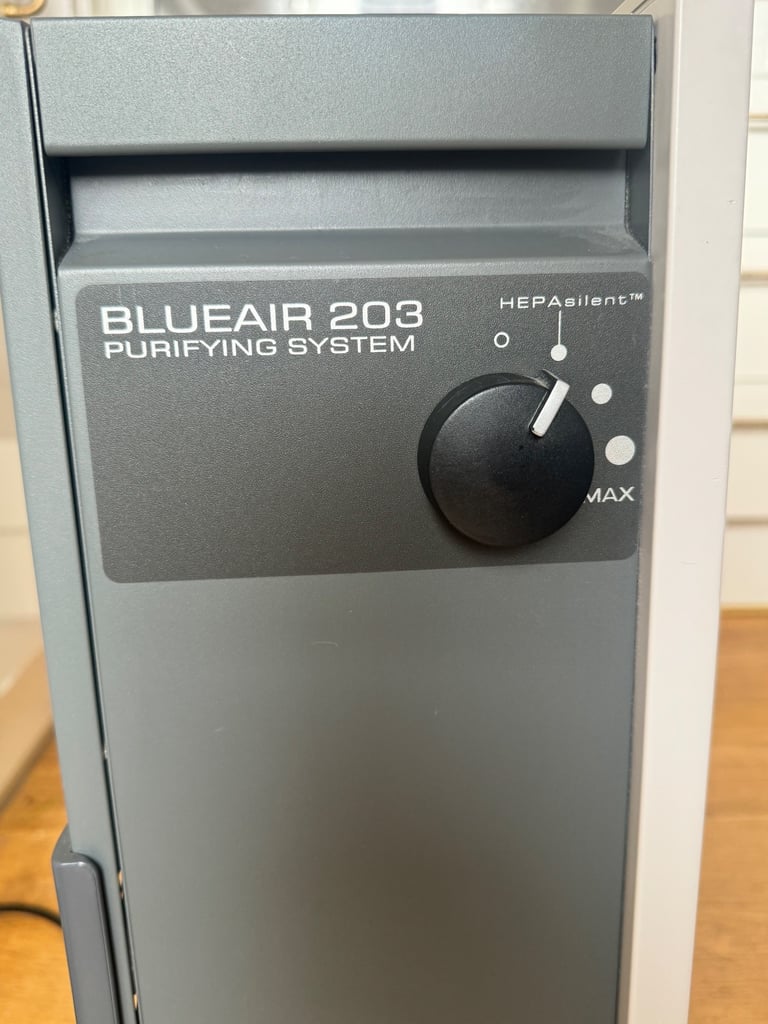 BLUEAIR 203
PURIFYING SYSTEM
HEPAsilent™
MAX